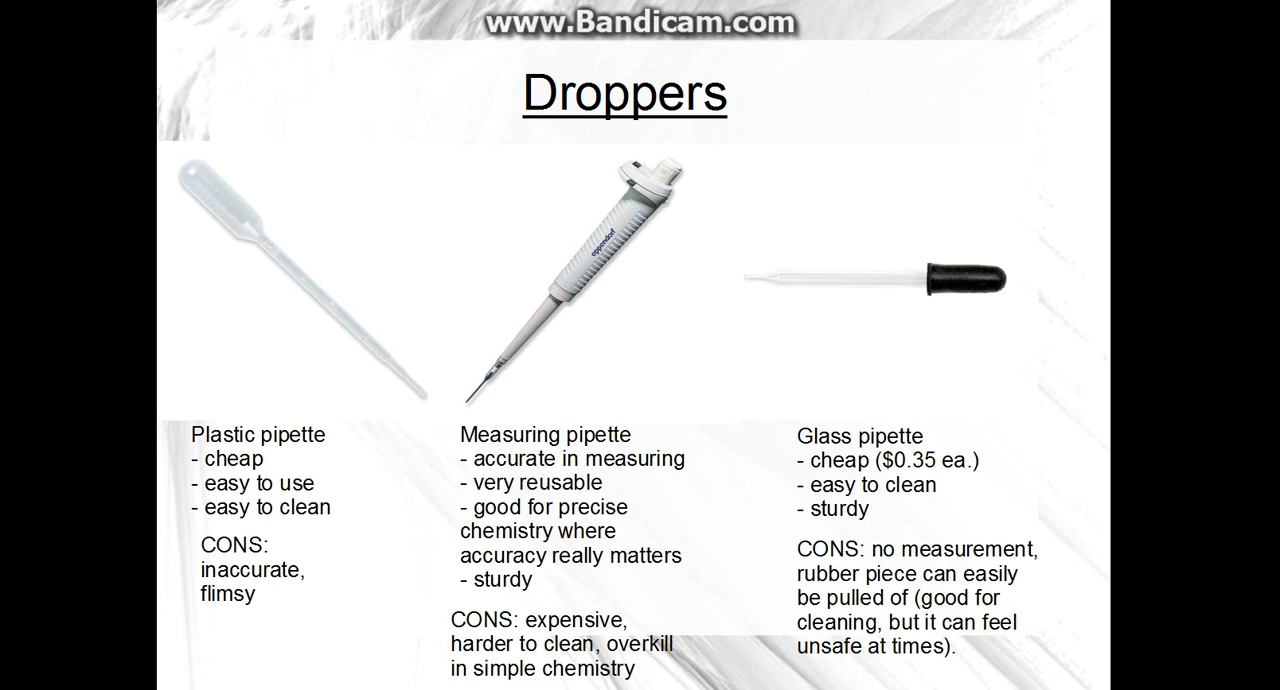 www.Bandicam.com
Droppers
eppendorf
Plastic pipette
- cheap
- easy to use
- easy to clean
CONS:
inaccurate,
flimsy
Measuring pipette
- accurate in measuring
- very reusable
- good for precise
chemistry where
accuracy really matters
- sturdy
CONS: expensive,
harder to clean, overkill
in simple chemistry
Glass pipette
- cheap ($0.35 ea.)
- easy to clean
- sturdy
CONS: no measurement,
rubber piece can easily
be pulled of (good for
cleaning, but it can feel
unsafe at times).